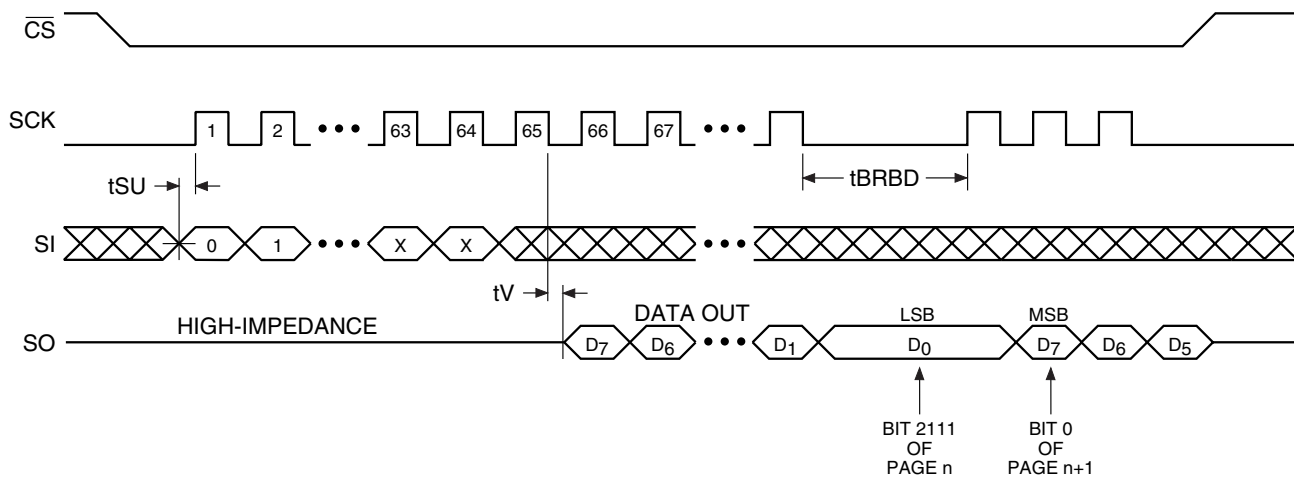 CS
SCK
1 2 ••• 63 64 65 66 67 •••
tSU
tBRBD
SI
0 1 ••• X X •••
tV
SO
HIGH-IMPEDANCE
DATA OUT
LSB
MSB
D7 D6 ••• D1 D0 D7 D6 D5
BIT 2111
OF
PAGE n
BIT 0
OF
PAGE n+1